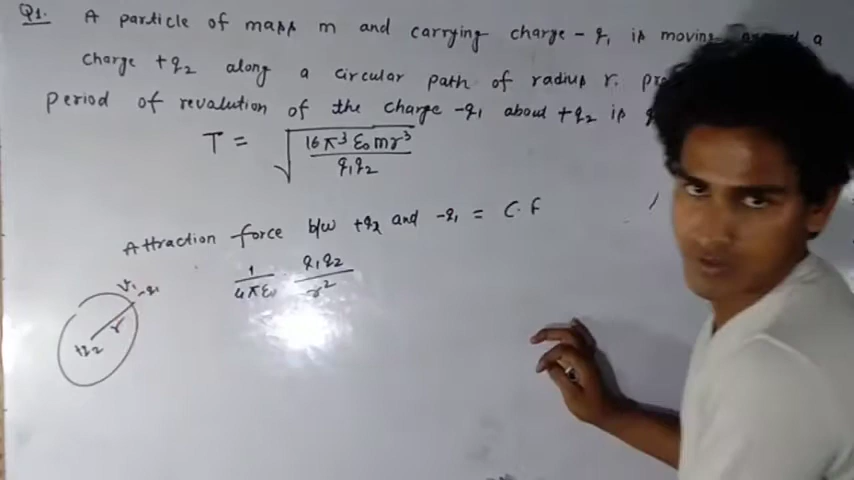 Q1. A particle of mass m and carrying charge -q1 is moving around a
charge +q2 along a circular path of radius r.
period of revalution of the charge -q1 about +q2 is
T = √(16π³ε₀mr³ / q1q2)
Attraction force b/w +q2 and -q1 = C.F
1/4πε₀ q1q2/r²
v, -q1
r
+q2